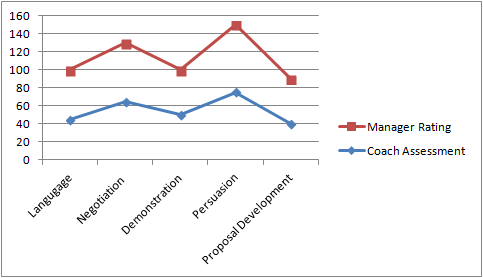 160
140
120
100
80
60
40
20
0
Langugage
Negotiation
Demonstration
Persuasion
Proposal Development
Manager Rating
Coach Assessment